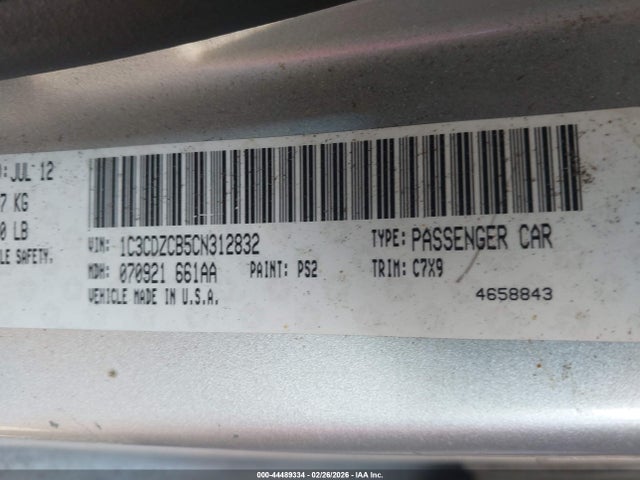 : JUL 12
7 KG
0 LB
LE SAFETY.
VIN: 1C3CDZCB5CN312832 TYPE: PASSENGER CAR
MDH: 070921 661AA PAINT: PS2 TRIM: C7X9
VEHICLE MADE IN U.S.A. 4658843
000-44489334 | 02/26/2026 | IAA Inc.